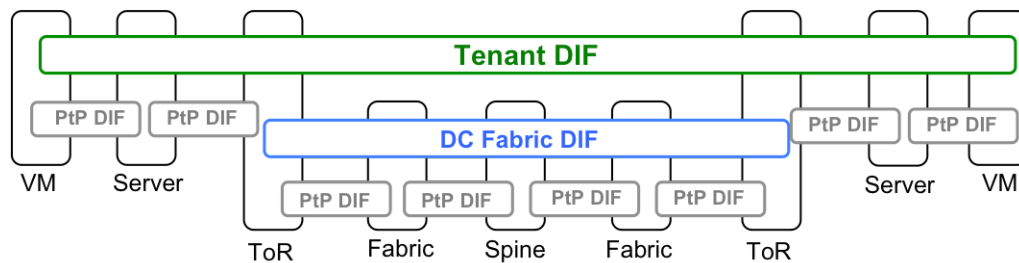 Tenant DIF
PtP DIF
PtP DIF
PtP DIF
PtP DIF
DC Fabric DIF
VM
Server
Server
VM
PtP DIF
PtP DIF
PtP DIF
PtP DIF
ToR
Fabric
Spine
Fabric
ToR